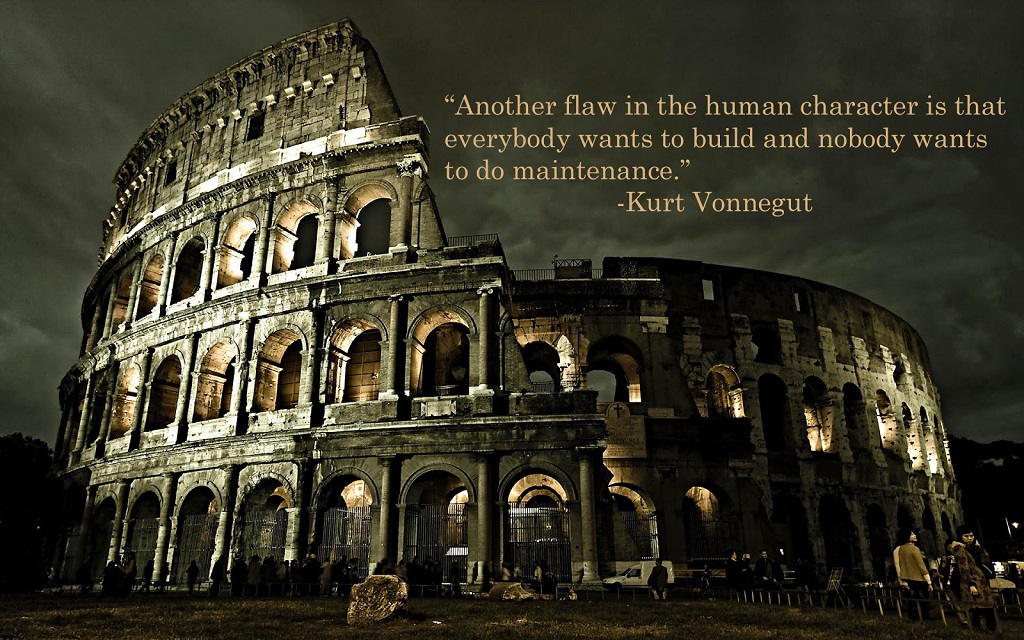 “Another flaw in the human character is that
everybody wants to build and nobody wants
to do maintenance.”
-Kurt Vonnegut